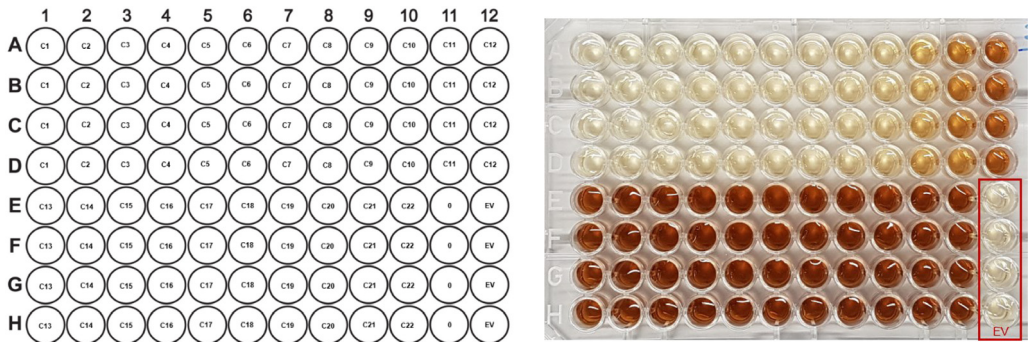 1 2 3 4 5 6 7 8 9 10 11 12
A C1 C2 C3 C4 C5 C6 C7 C8 C9 C10 C11 C12
B C1 C2 C3 C4 C5 C6 C7 C8 C9 C10 C11 C12
C C1 C2 C3 C4 C5 C6 C7 C8 C9 C10 C11 C12
D C1 C2 C3 C4 C5 C6 C7 C8 C9 C10 C11 C12
E C13 C14 C15 C16 C17 C18 C19 C20 C21 C22 0 EV
F C13 C14 C15 C16 C17 C18 C19 C20 C21 C22 0 EV
G C13 C14 C15 C16 C17 C18 C19 C20 C21 C22 0 EV
H C13 C14 C15 C16 C17 C18 C19 C20 C21 C22 0 EV
A
B
C
D
E
F
G
H
EV